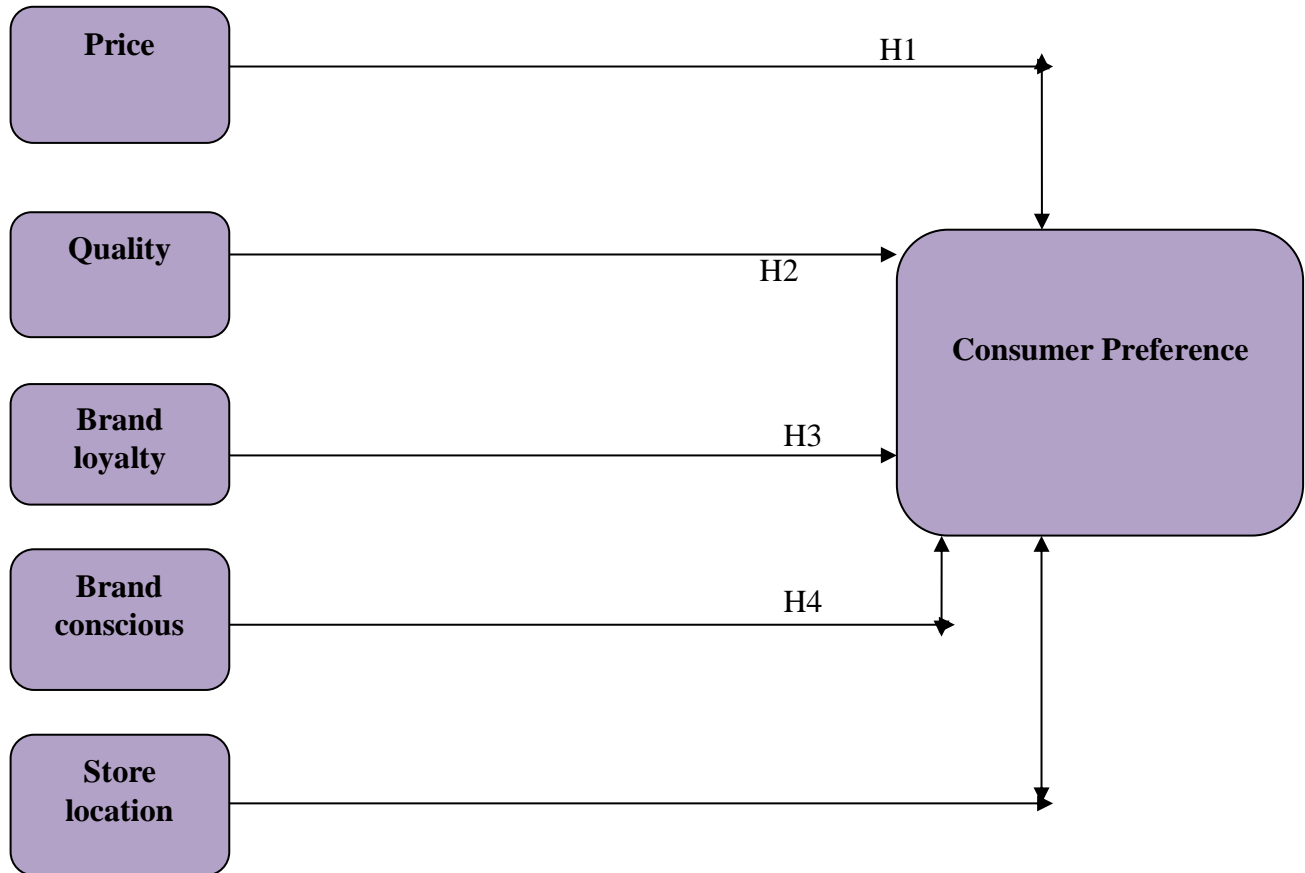 Price
H1
Quality
H2
Consumer Preference
Brand
loyalty
H3
Brand
conscious
H4
Store
location